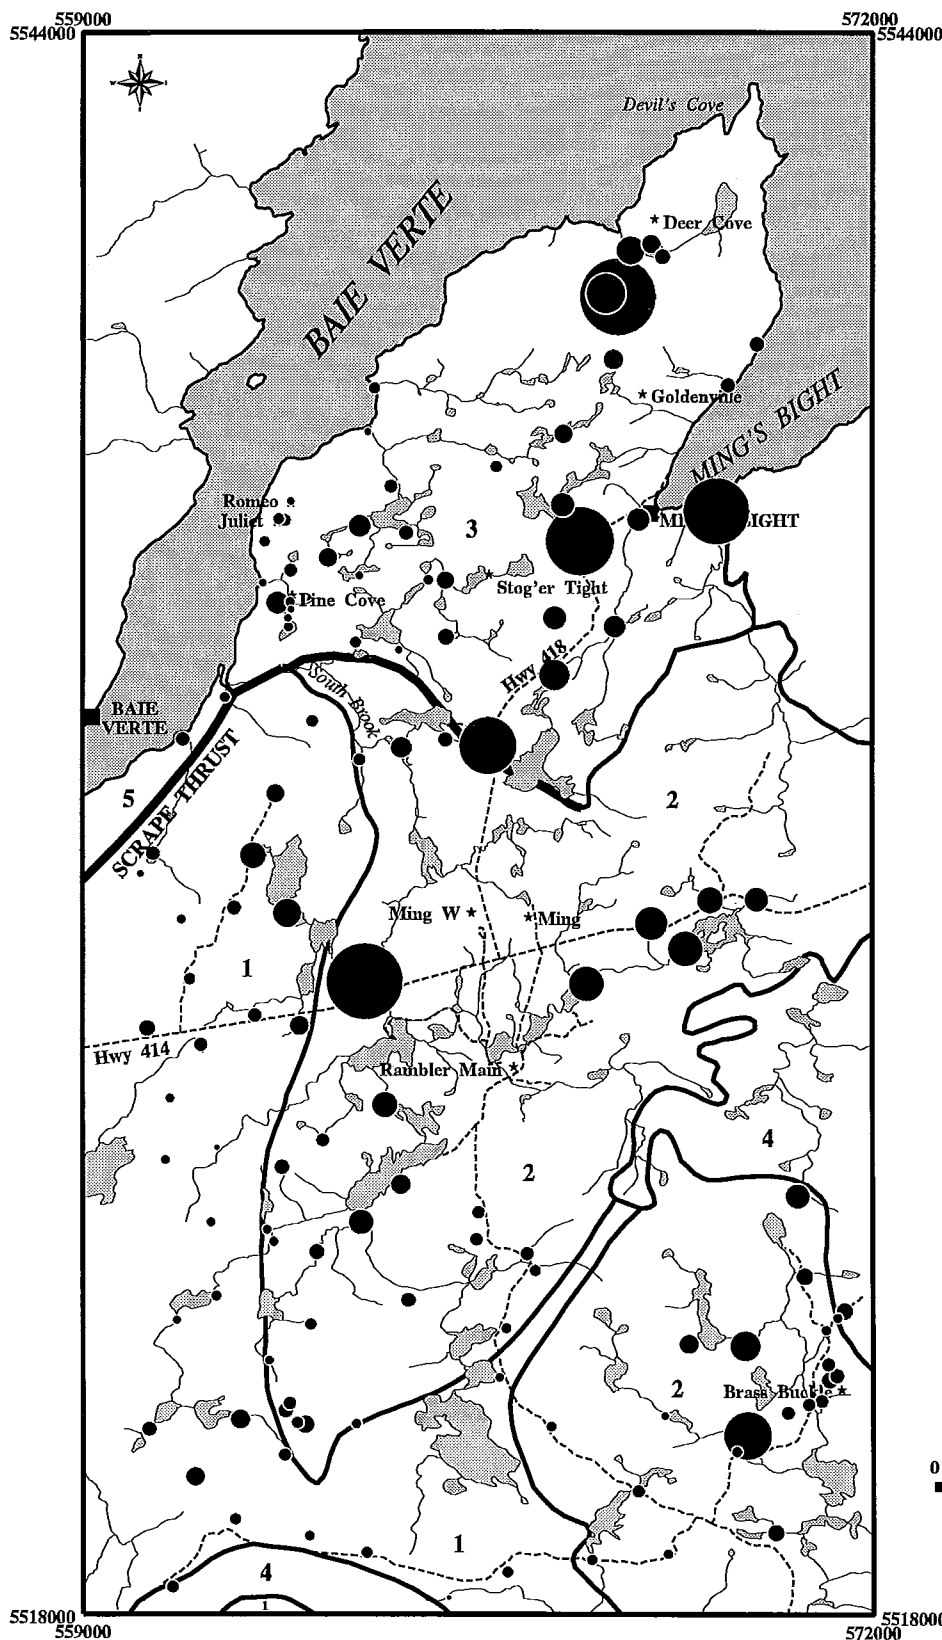 559000
572000
5544000
5544000
N
W
E
S
Devil's Cove
BAIE VERTE
Deer Cove
Goldenville
MING'S BIGHT
Romeo
Juliet
3
Stog'er Tight
Pine Cove
Hwy 418
South Brook
BAIE
VERTE
SCRAPE THRUST
5
2
Ming W
Ming
1
Hwy 414
Rambler Main
4
2
2
Brass Buckle
0
1
4
1
5518000
5518000
559000
572000